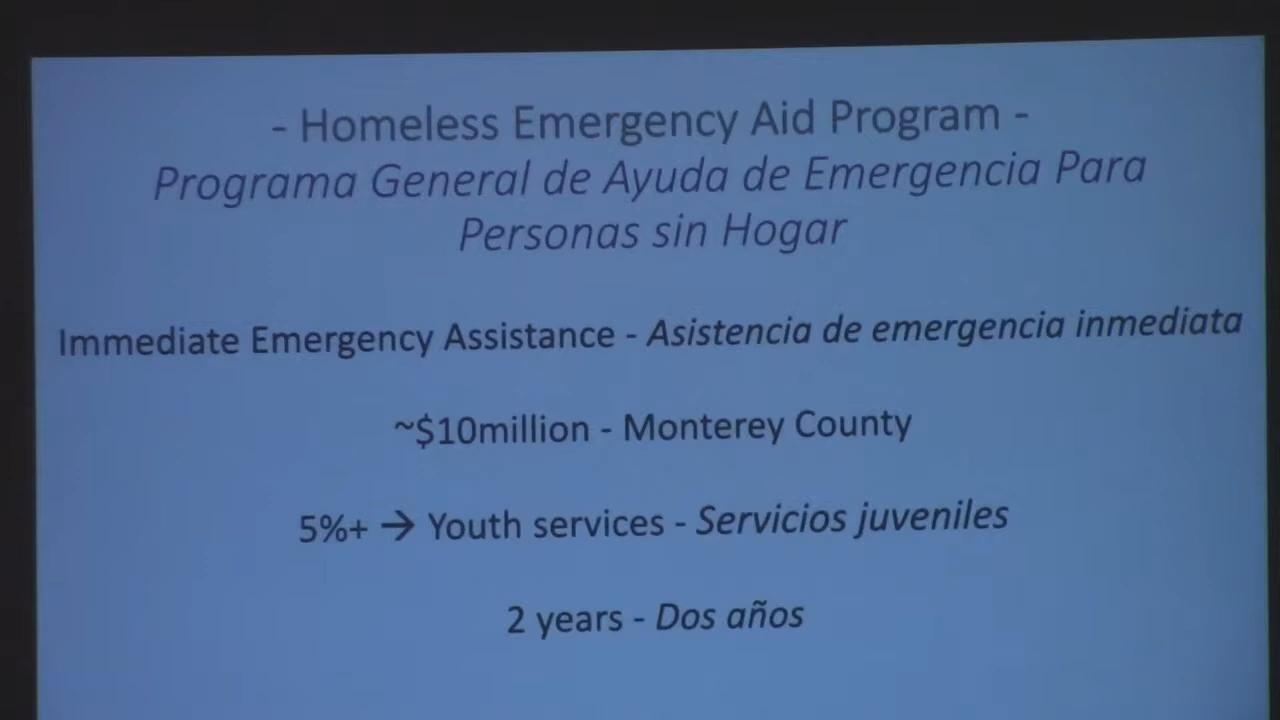 - Homeless Emergency Aid Program -
Programa General de Ayuda de Emergencia Para
Personas sin Hogar
Immediate Emergency Assistance - Asistencia de emergencia inmediata
~$10million - Monterey County
5%+ → Youth services - Servicios juveniles
2 years - Dos años